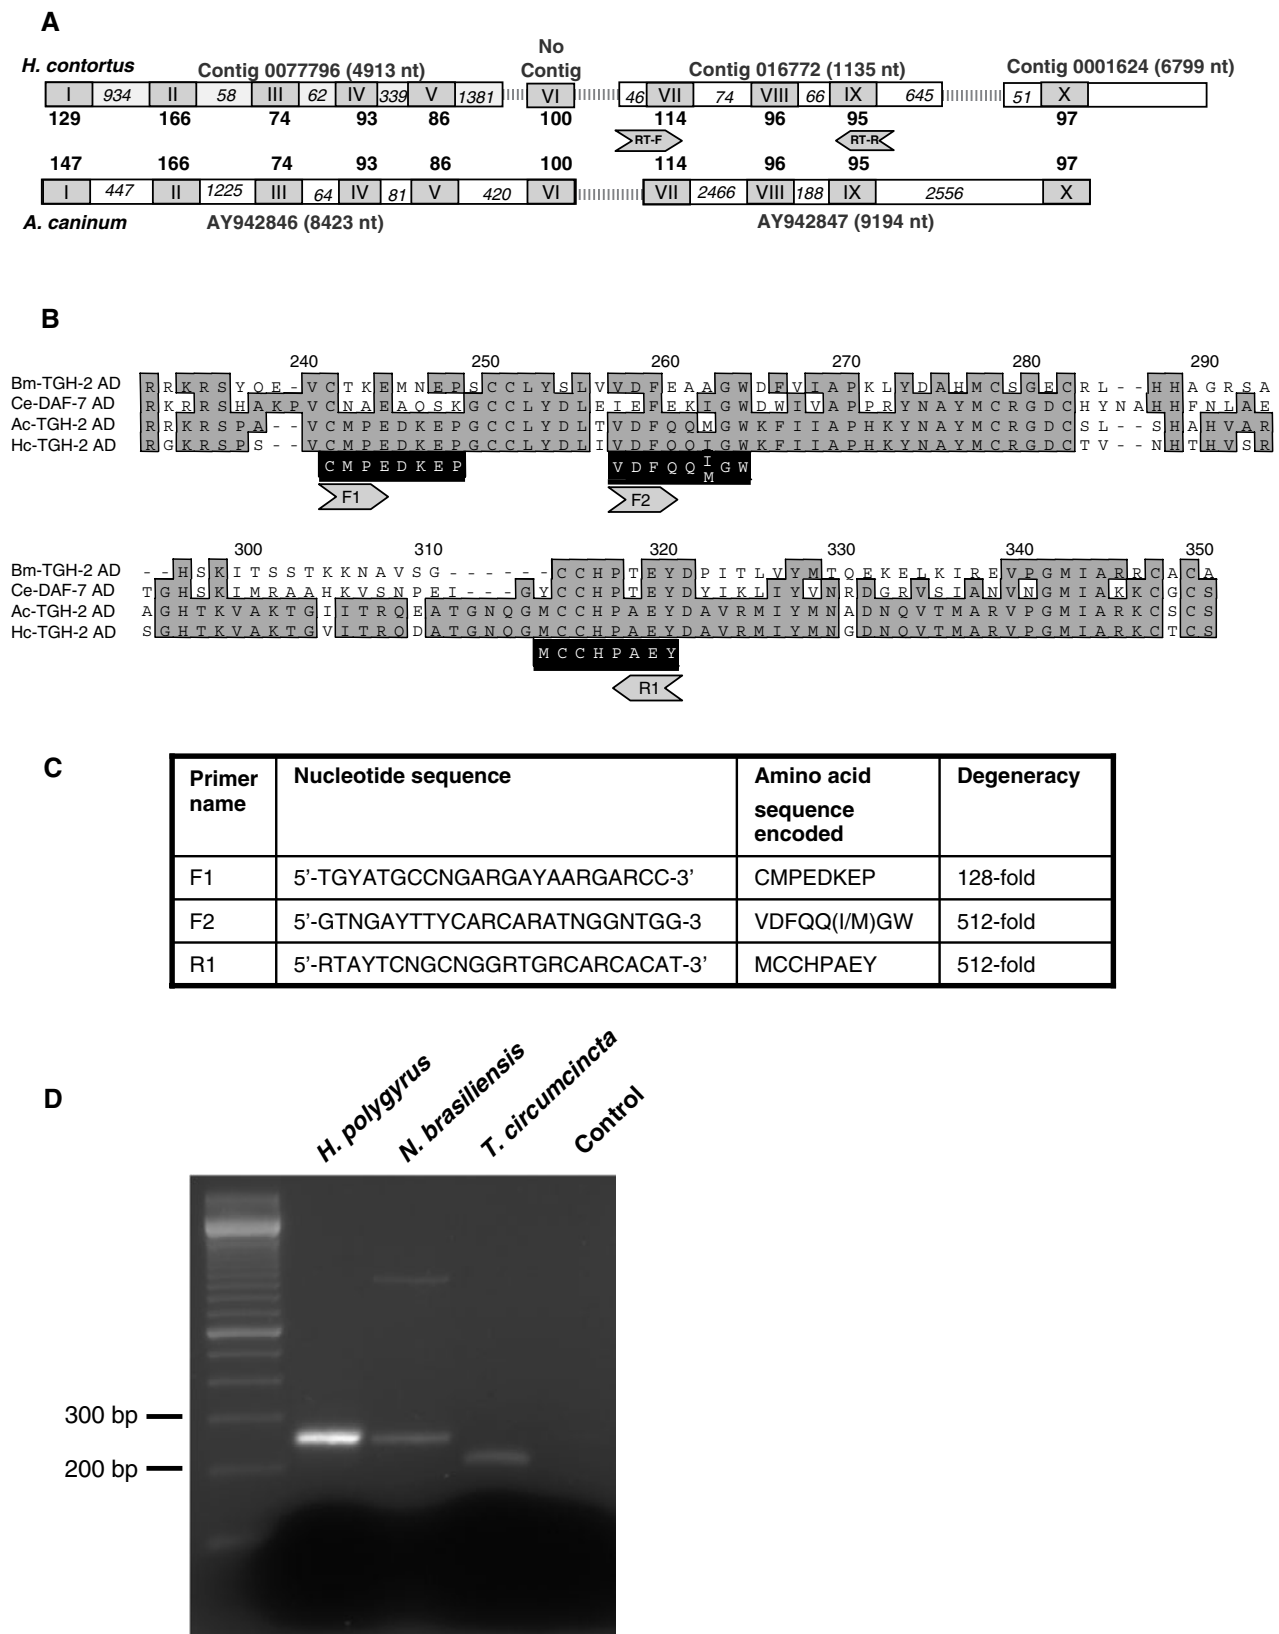 A
H. contortus
Contig 0077796 (4913 nt)
No
Contig
Contig 016772 (1135 nt)
Contig 0001624 (6799 nt)
I 934 II 58 III 62 IV 339 V 1381 VI 46 VII 74 VIII 66 IX 645 51 X
129 166 74 93 86 100 114 96 95 97
RT-F RT-R
147 166 74 93 86 100 114 96 95 97
I 447 II 1225 III 64 IV 81 V 420 VI VII 2466 VIII 188 IX 2556 X
A. caninum
AY942846 (8423 nt)
AY942847 (9194 nt)
B
240 250 260 270 280 290
Bm-TGH-2 AD RRKRSYQE-VCTKEMNEPSCCLYSLVVDFEAAGWDFVIAPKLYDAHMCSGECRL--HHAGRSA
Ce-DAF-7 AD RKRRSHAKPVCNAEAQSKGCCLYDLEIEFEKIGWDWIVAPPRYNAYMCRGDCHYNAHHFNLAE
Ac-TGH-2 AD RRKRSPA--VCMPEDKEPGCCLYDLTVDFQQMGWKFIIAPHKYNAYMCRGDCSL--SHAHVAR
Hc-TGH-2 AD RGKRSPS--VCMPEDKEPGCCLYDLIVDFQQIGWKFIIAPHKYNAYMCRGDCTV--NHTHVSR
CMPEDKEP VDFQQ I GW
M
F1 F2
300 310 320 330 340 350
Bm-TGH-2 AD --HSKITSSTKKNAVSG------CCHPTEYDPITLVYMTQEKELKIREVPGMIARRCACA
Ce-DAF-7 AD TGHSKIMRAAHKVSNPEI---GYCCHPTEYDYIKLIYVNRDGRVSIANVNGMIAKKCGCS
Ac-TGH-2 AD AGHTKVAKTGIITRQEATGNQGMCCHPAEYDAVRMIYMNADNQVTMARVPGMIARKCSCS
Hc-TGH-2 AD SGHTKVAKTGVITRQDATGNQGMCCHPAEYDAVRMIYMNGDNQVTMARVPGMIARKCTCS
MCCHPAEY
R1
C
Primer name Nucleotide sequence Amino acid sequence encoded Degeneracy
F1 5’-TGYATGCCNGARGAYAARGARCC-3’ CMPEDKEP 128-fold
F2 5’-GTNGAYTTYCARCARATNGGNTGG-3 VDFQQ(I/M)GW 512-fold
R1 5’-RTAYTCNGCNGGRTGRCARCACAT-3’ MCCHPAEY 512-fold
D
H. polygyrus
N. brasiliensis
T. circumcincta
Control
300 bp
200 bp